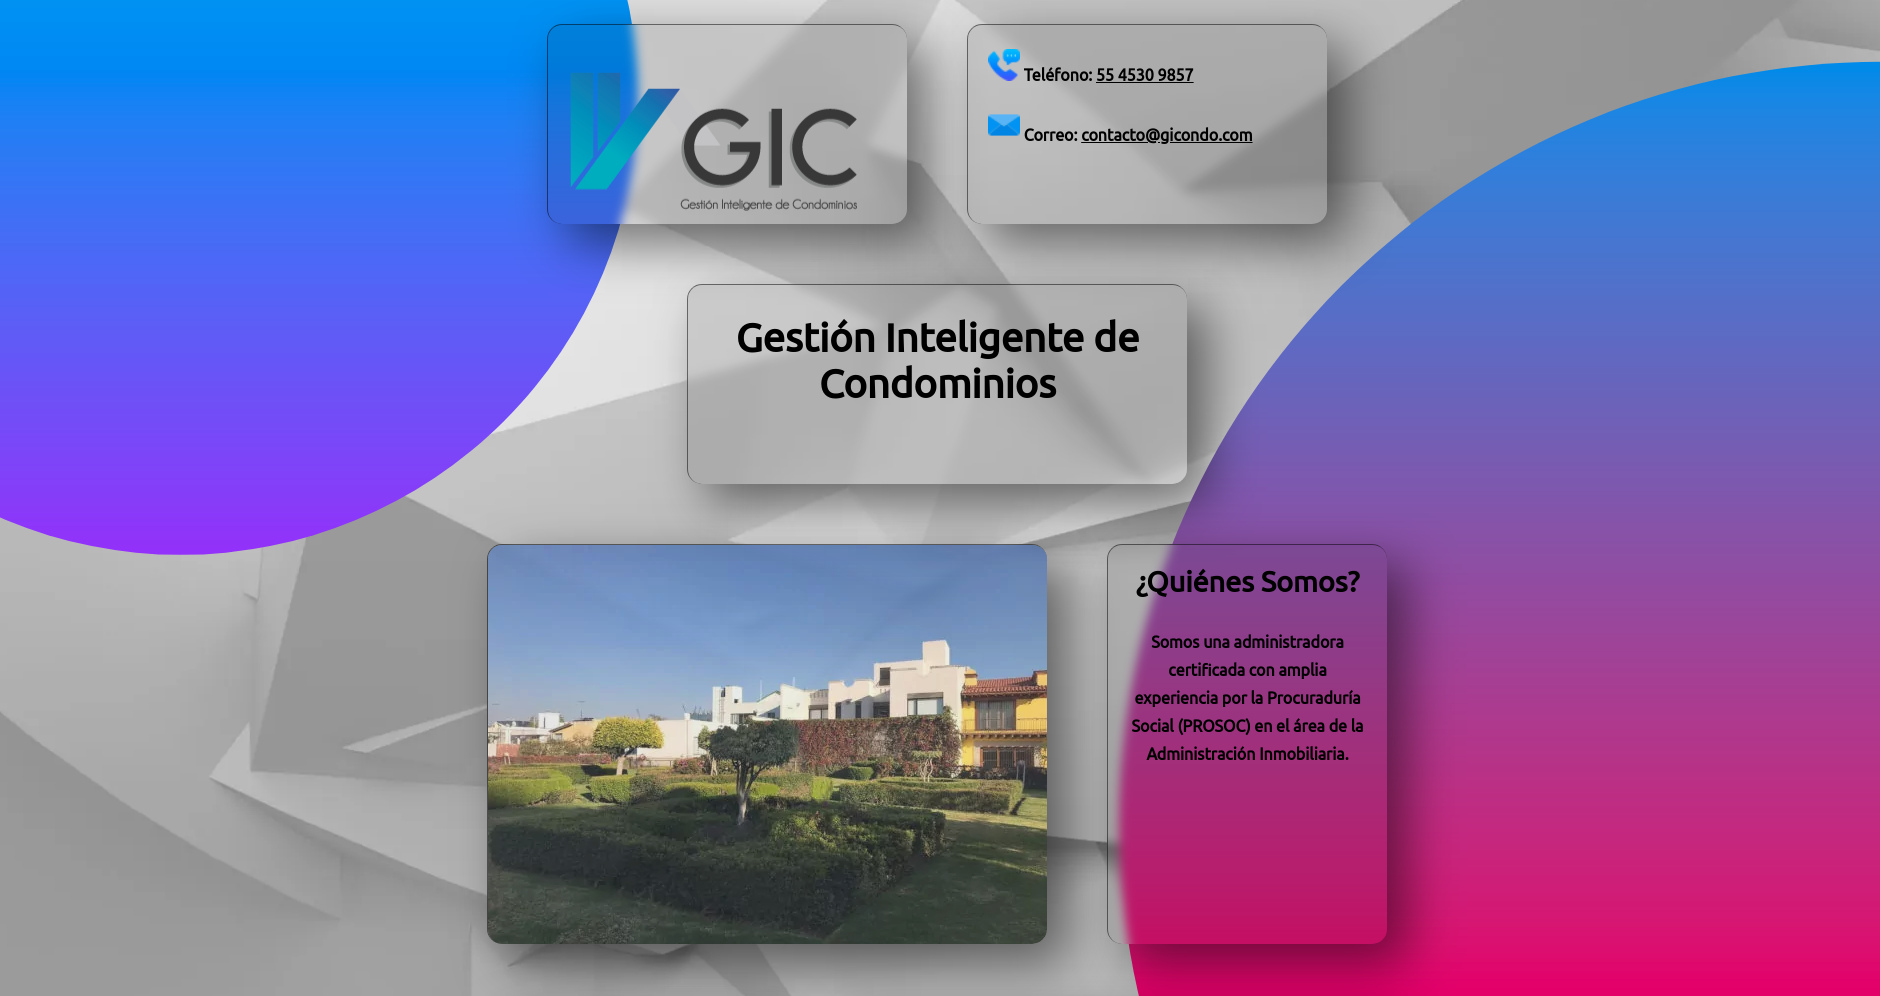 GIC
Gestión Inteligente de Condominios
Teléfono: 55 4530 9857
Correo: contacto@gicondo.com
Gestión Inteligente de
Condominios
¿Quiénes Somos?
Somos una administradora
certificada con amplia
experiencia por la Procuraduría
Social (PROSOC) en el área de la
Administración Inmobiliaria.